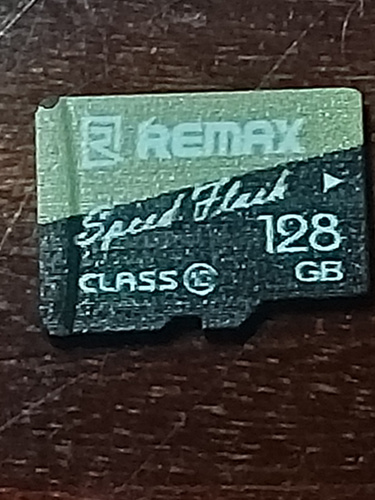 REMAX
Speed Flash
128
GB
CLASS 10